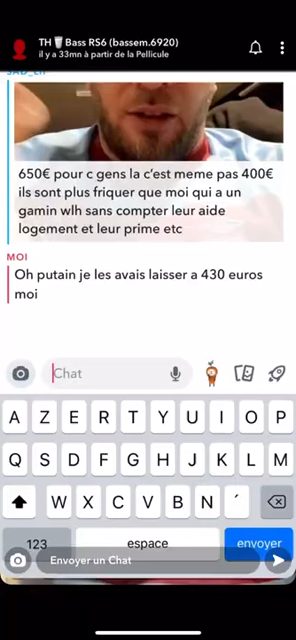 TH🥛Bass RS6 (bassem.6920)
il y a 33mn à partir de la Pellicule
650€ pour c gens la c'est meme pas 400€
ils sont plus friquer que moi qui a un
gamin wlh sans compter leur aide
logement et leur prime etc
MOI
Oh putain je les avais laisser a 430 euros
moi
Chat
A Z E R T Y U I O P
Q S D F G H J K L M
W X C V B N ´
123 espace envoyer
Envoyer un Chat